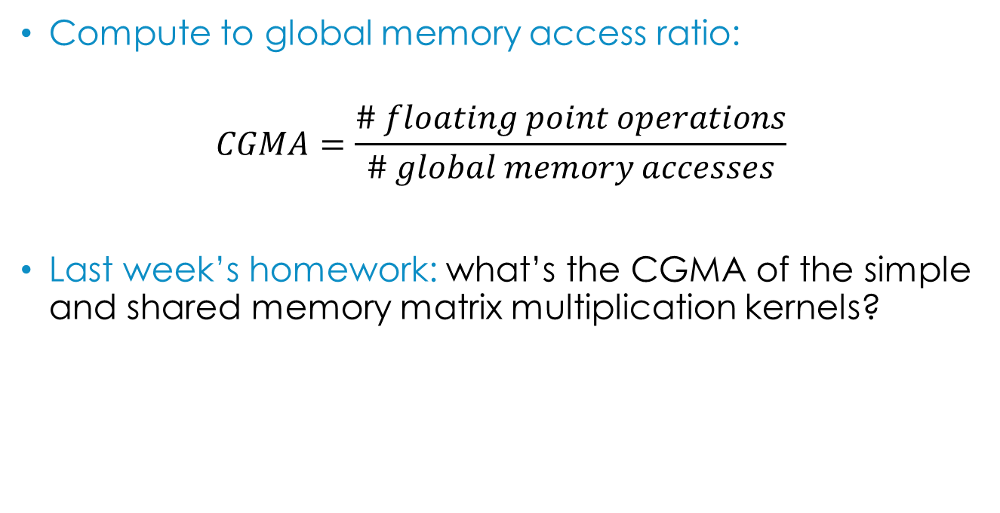 • Compute to global memory access ratio:
CGMA = # floating point operations / # global memory accesses
• Last week’s homework: what’s the CGMA of the simple
and shared memory matrix multiplication kernels?